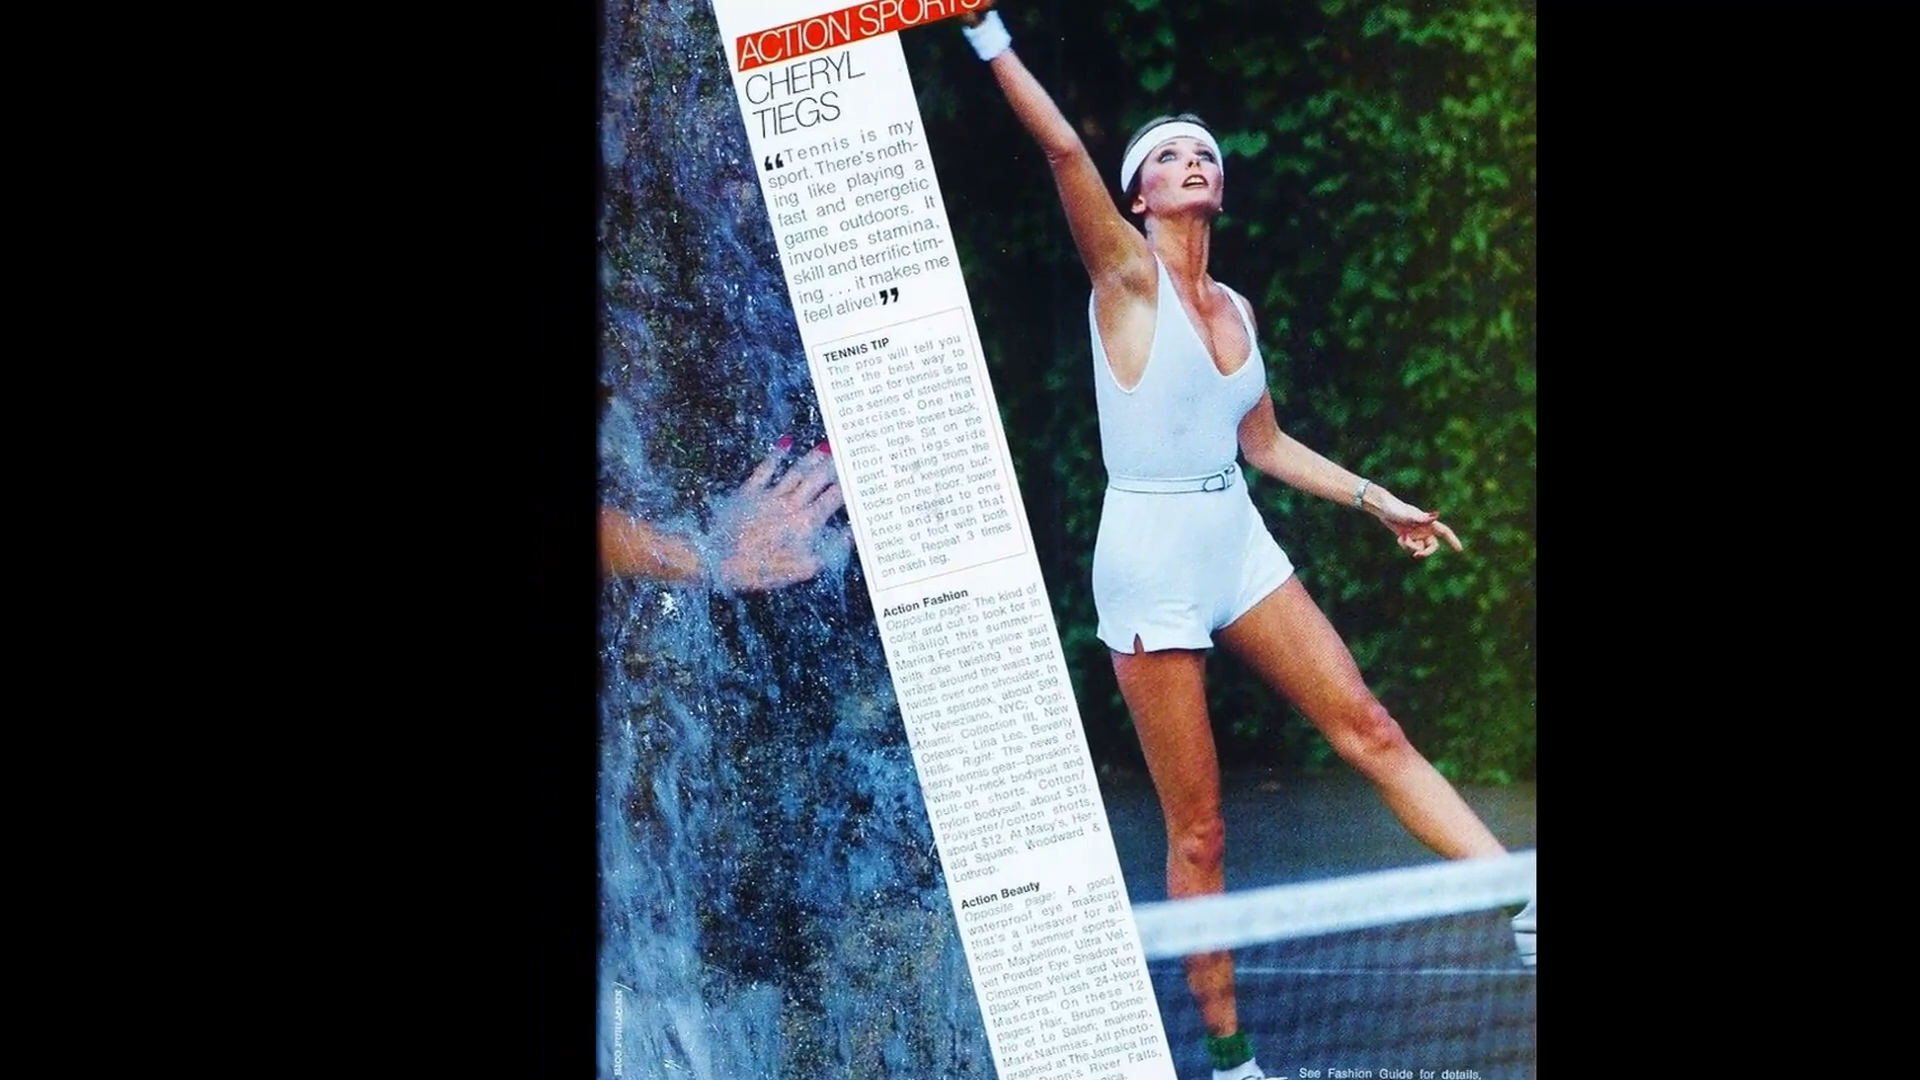 ACTION SPORTS
CHERYL
TIEGS
“Tennis is my
sport. There's noth-
ing like playing a
fast and energetic
game outdoors. It
involves stamina,
skill and terrific tim-
ing . . . it makes me
feel alive!”
TENNIS TIP
The pros will tell you
that the best way to
warm up for tennis is to
do a series of stretching
exercises. One that
works on the lower back,
arms, legs. Sit on the
floor with legs wide
apart. Twisting from the
waist and keeping but-
tocks on the floor, lower
your forehead to one
knee and grasp that
ankle or foot with both
hands. Repeat 3 times
on each leg.
Action Fashion
Opposite page: The kind of
color and cut to look for in
a maillot this summer—
Marina Ferrari's yellow suit
with one twisting tie that
wraps around the waist and
twists over one shoulder. In
Lycra spandex, about $99.
At Veneziano, NYC; Oggi,
Miami; Collection III, New
Orleans; Lina Lee, Beverly
Hills. Right: The news of
terry tennis gear—Danskin's
white V-neck bodysuit and
pull-on shorts. Cotton/
nylon bodysuit, about $13.
Polyester/cotton shorts,
about $12. At Macy's, Her-
ald Square; Woodward &
Lothrop.
Action Beauty
Opposite page: A good
waterproof eye makeup
that's a lifesaver for all
kinds of summer sports—
from Maybelline, Ultra Vel-
vet Powder Eye Shadow in
Cinnamon Velvet and Very
Black Fresh Lash 24-Hour
Mascara. On these 12
pages: Hair, Bruno Deme-
trio of Le Salon; makeup,
Mark Nahmias. All photo-
graphed at The Jamaica Inn
Dunn's River Falls,
See Fashion Guide for details.